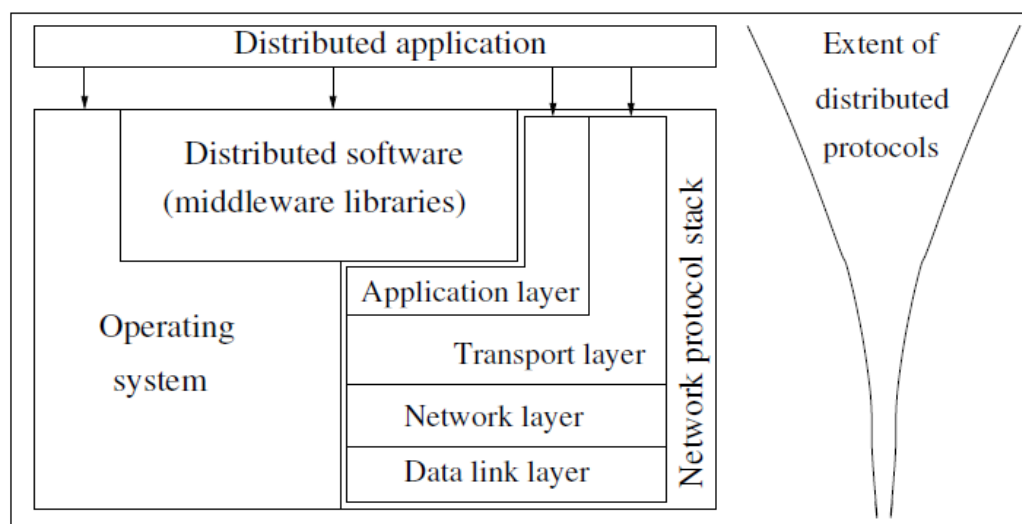 Distributed application
Distributed software
(middleware libraries)
Operating
system
Application layer
Transport layer
Network layer
Data link layer
Network protocol stack
Extent of
distributed
protocols